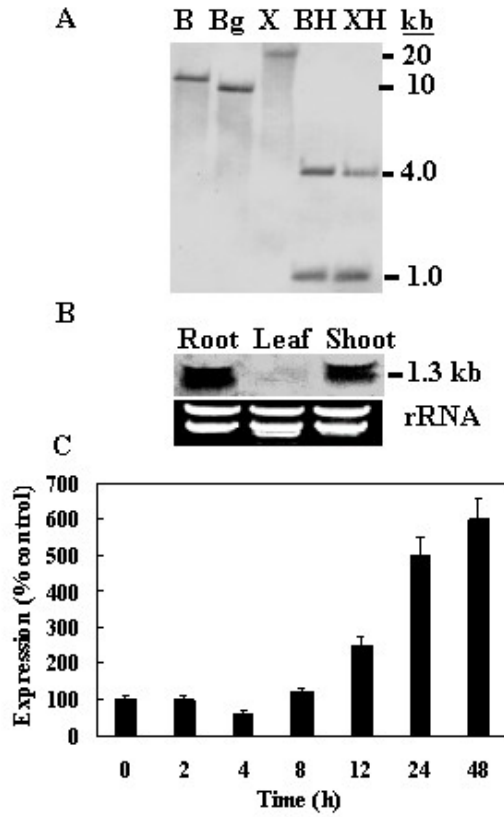 A
B Bg X BH XH kb
20
10
4.0
1.0
B
Root Leaf Shoot
1.3 kb
rRNA
C
Expression (% control)
700
600
500
400
300
200
100
0
0 2 4 8 12 24 48
Time (h)